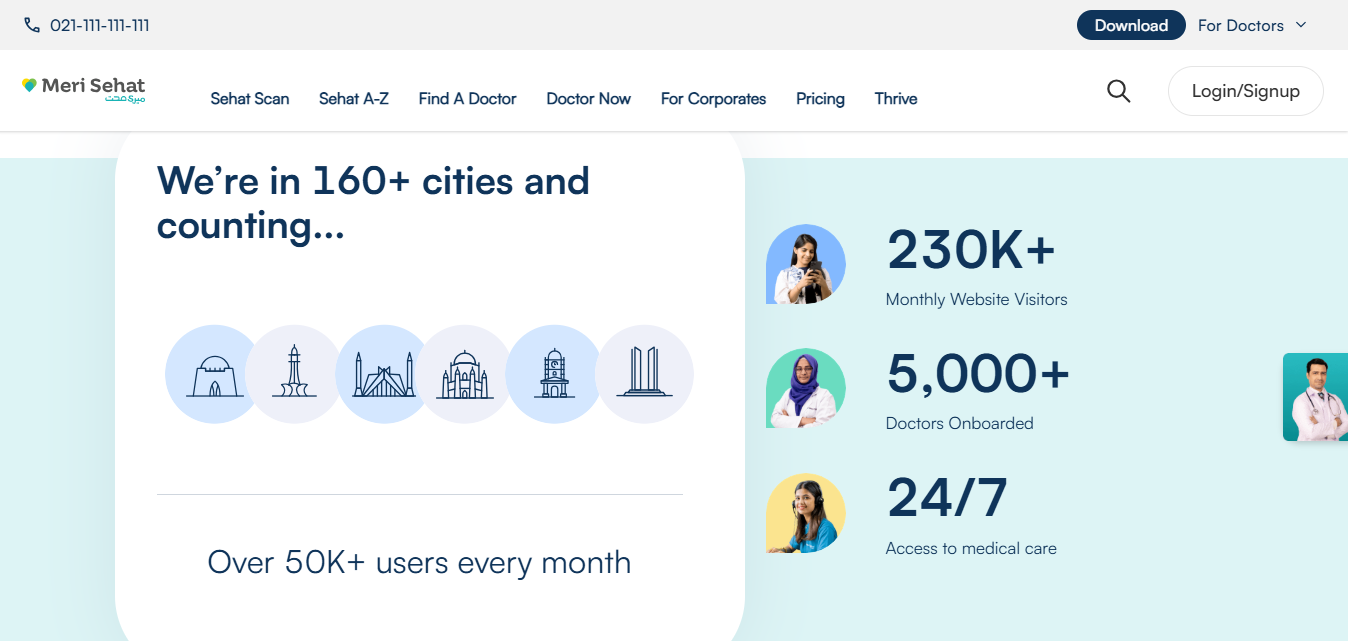 021-111-111-111
Download
For Doctors
Meri Sehat
میری صحت
Sehat Scan
Sehat A-Z
Find A Doctor
Doctor Now
For Corporates
Pricing
Thrive
Login/Signup
We’re in 160+ cities and
counting...
Over 50K+ users every month
230K+
Monthly Website Visitors
5,000+
Doctors Onboarded
24/7
Access to medical care